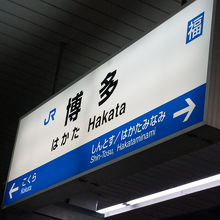 福
JR 博多
はかた Hakata
しんとす/はかたみなみ
Shin-Tosu, Hakataminami
こくら
Kokura